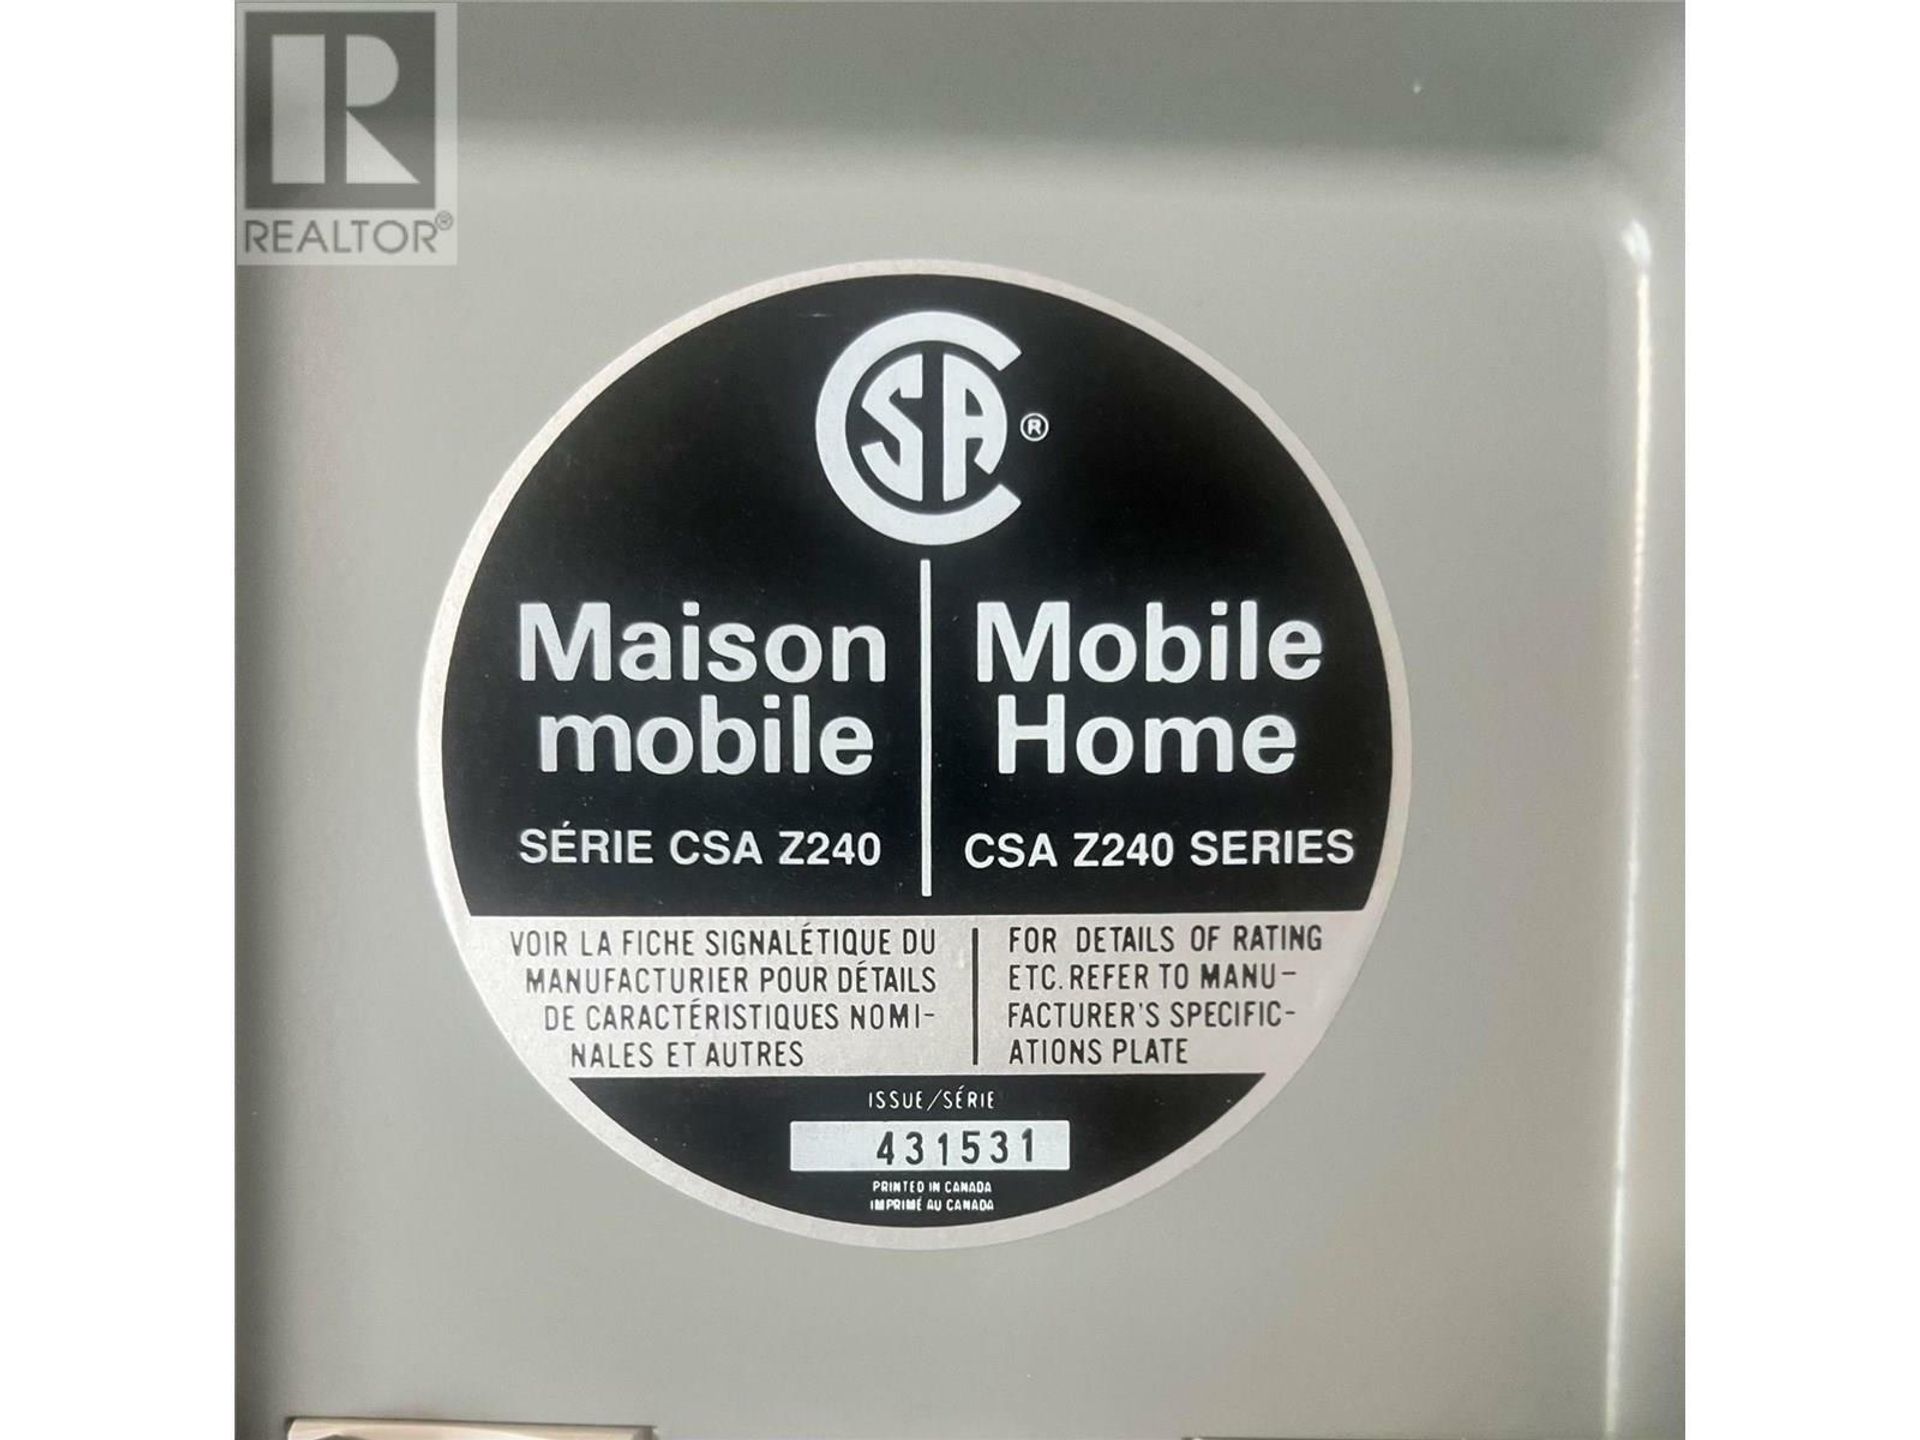 REALTOR®
CSA®
Maison
mobile
SÉRIE CSA Z240
Mobile
Home
CSA Z240 SERIES
VOIR LA FICHE SIGNALÉTIQUE DU
MANUFACTURIER POUR DÉTAILS
DE CARACTÉRISTIQUES NOMI-
NALES ET AUTRES
FOR DETAILS OF RATING
ETC. REFER TO MANU-
FACTURER'S SPECIFIC-
ATIONS PLATE
ISSUE/SÉRIE
431531
PRINTED IN CANADA
IMPRIMÉ AU CANADA